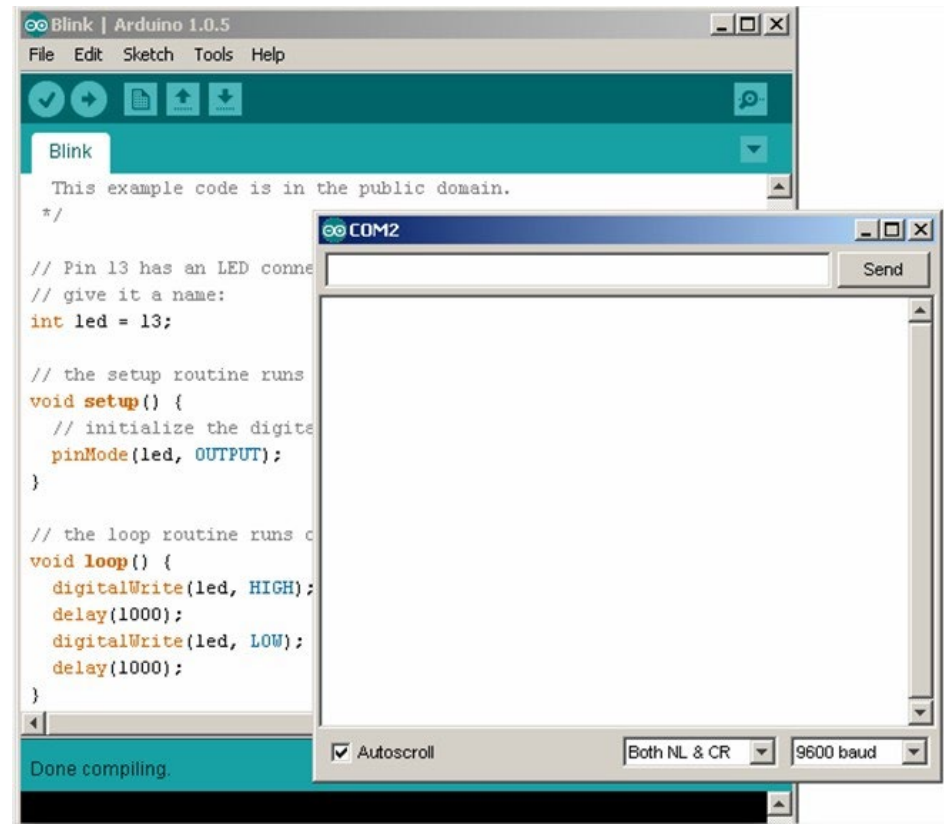 Blink | Arduino 1.0.5
File Edit Sketch Tools Help
Blink
This example code is in the public domain.
*/
// Pin 13 has an LED conne
// give it a name:
int led = 13;
// the setup routine runs
void setup() {
// initialize the digita
pinMode(led, OUTPUT);
}
// the loop routine runs o
void loop() {
digitalWrite(led, HIGH);
delay(1000);
digitalWrite(led, LOW);
delay(1000);
}
Done compiling.
COM2
Send
Autoscroll
Both NL & CR
9600 baud